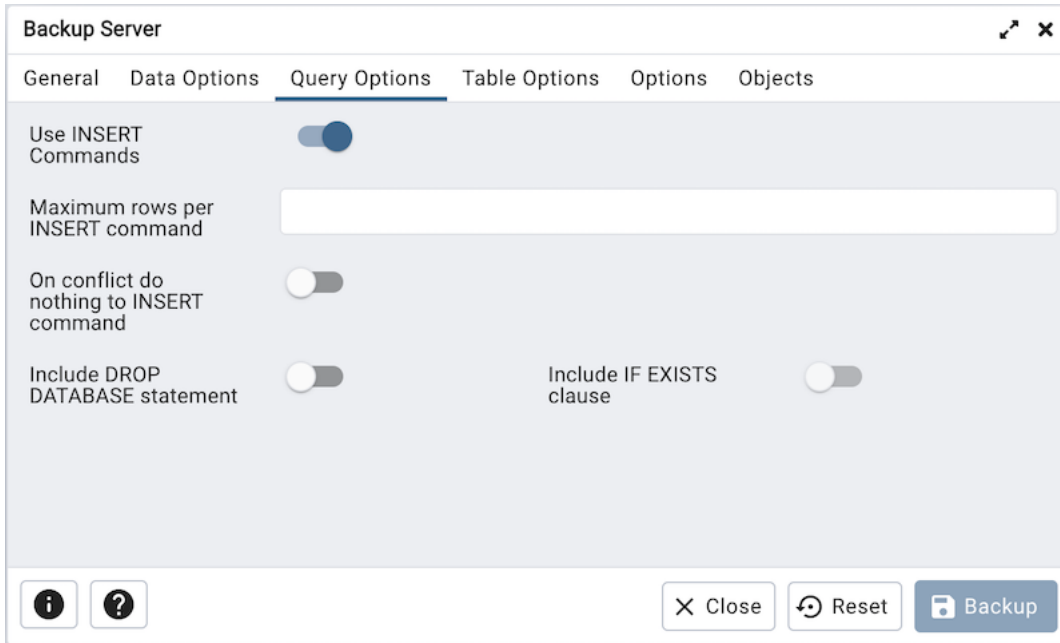 Backup Server
General Data Options Query Options Table Options Options Objects
Use INSERT
Commands
Maximum rows per
INSERT command
On conflict do
nothing to INSERT
command
Include DROP
DATABASE statement
Include IF EXISTS
clause
Close Reset Backup